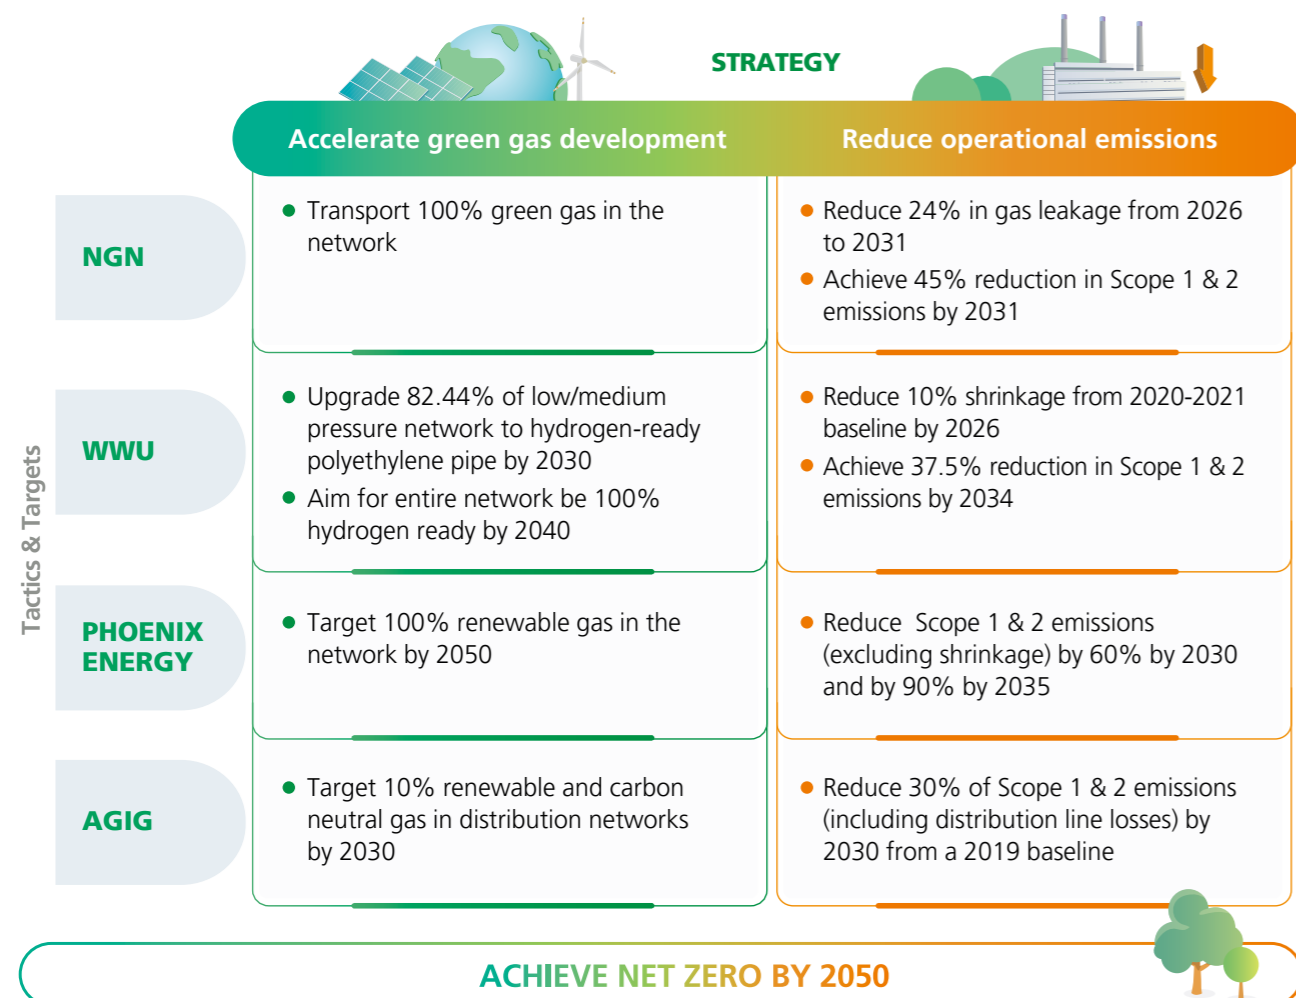 STRATEGY
Accelerate green gas development
Reduce operational emissions
Tactics & Targets
NGN
● Transport 100% green gas in the
network
● Reduce 24% in gas leakage from 2026
to 2031
● Achieve 45% reduction in Scope 1 & 2
emissions by 2031
WWU
● Upgrade 82.44% of low/medium
pressure network to hydrogen-ready
polyethylene pipe by 2030
● Aim for entire network be 100%
hydrogen ready by 2040
● Reduce 10% shrinkage from 2020-2021
baseline by 2026
● Achieve 37.5% reduction in Scope 1 & 2
emissions by 2034
PHOENIX
ENERGY
● Target 100% renewable gas in the
network by 2050
● Reduce  Scope 1 & 2 emissions
(excluding shrinkage) by 60% by 2030
and by 90% by 2035
AGIG
● Target 10% renewable and carbon
neutral gas in distribution networks
by 2030
● Reduce 30% of Scope 1 & 2 emissions
(including distribution line losses) by
2030 from a 2019 baseline
ACHIEVE NET ZERO BY 2050